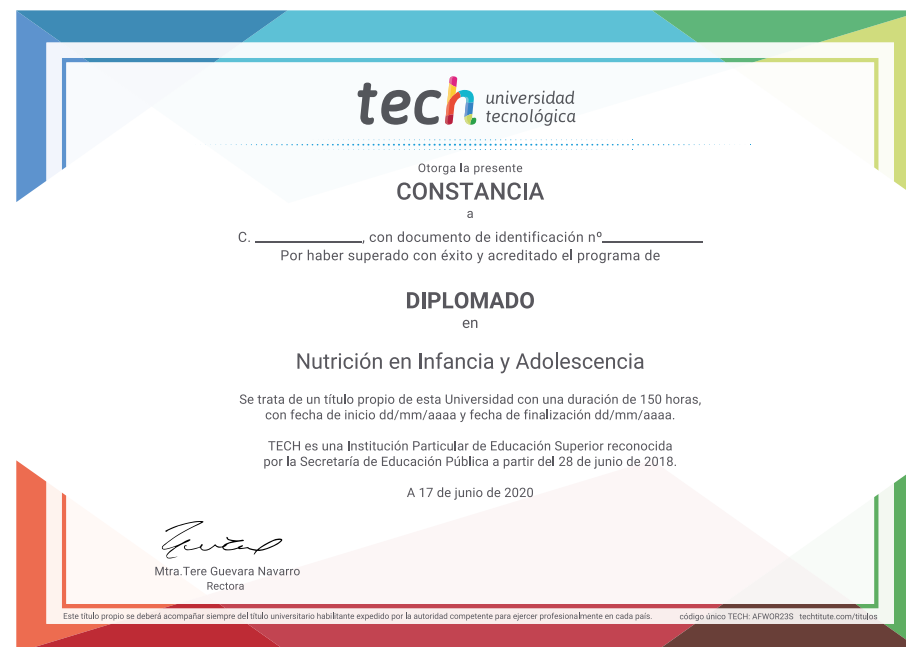 tech universidad
tecnológica
Otorga la presente
CONSTANCIA
a
C. ____________, con documento de identificación nº____________
Por haber superado con éxito y acreditado el programa de
DIPLOMADO
en
Nutrición en Infancia y Adolescencia
Se trata de un título propio de esta Universidad con una duración de 150 horas,
con fecha de inicio dd/mm/aaaa y fecha de finalización dd/mm/aaaa.
TECH es una Institución Particular de Educación Superior reconocida
por la Secretaría de Educación Pública a partir del 28 de junio de 2018.
A 17 de junio de 2020
Mtra.Tere Guevara Navarro
Rectora
Este título propio se deberá acompañar siempre del título universitario habilitante expedido por la autoridad competente para ejercer profesionalmente en cada país. código único TECH: AFWOR23S techtitute.com/titulos